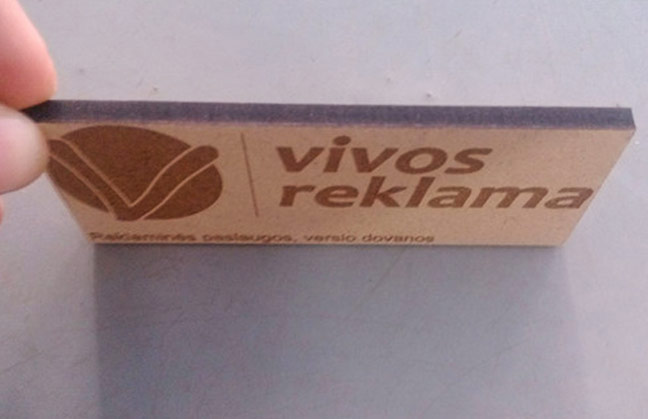 vivos
reklama
Reklaminės paslaugos, verslo dovanos